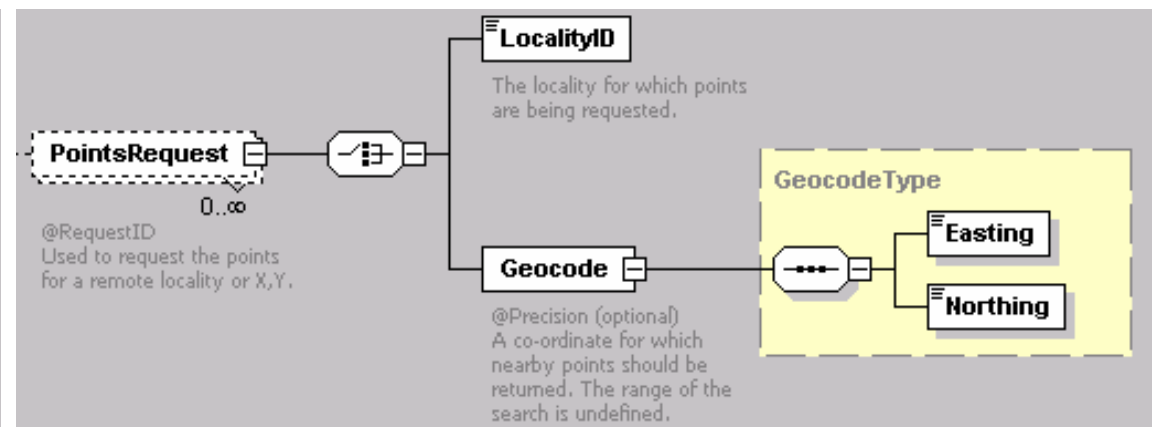 LocalityID
The locality for which points
are being requested.
PointsRequest
0..∞
@RequestID
Used to request the points
for a remote locality or X,Y.
GeocodeType
Easting
Geocode
Northing
@Precision (optional)
A co-ordinate for which
nearby points should be
returned. The range of the
search is undefined.